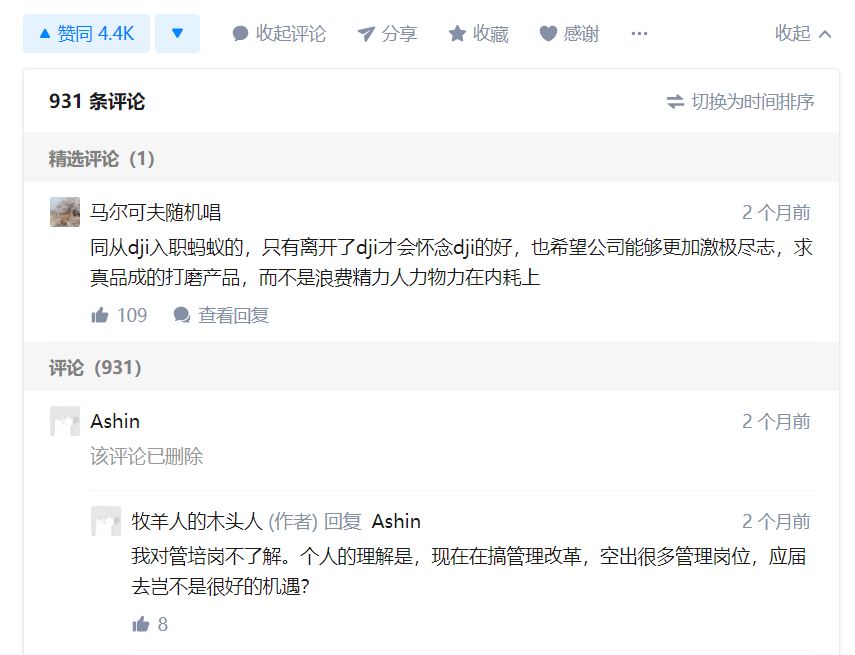 赞同 4.4K 收起评论 分享 收藏 感谢 收起
931 条评论 切换为时间排序
精选评论（1）
马尔可夫随机唱 2 个月前
同从dji入职蚂蚁的，只有离开了dji才会怀念dji的好，也希望公司能够更加激极尽志，求
真品成的打磨产品，而不是浪费精力人力物力在内耗上
109 查看回复
评论（931）
Ashin 2 个月前
该评论已删除
牧羊人的木头人 (作者) 回复 Ashin 2 个月前
我对管培岗不了解。个人的理解是，现在在搞管理改革，空出很多管理岗位，应届
去岂不是很好的机遇？
8